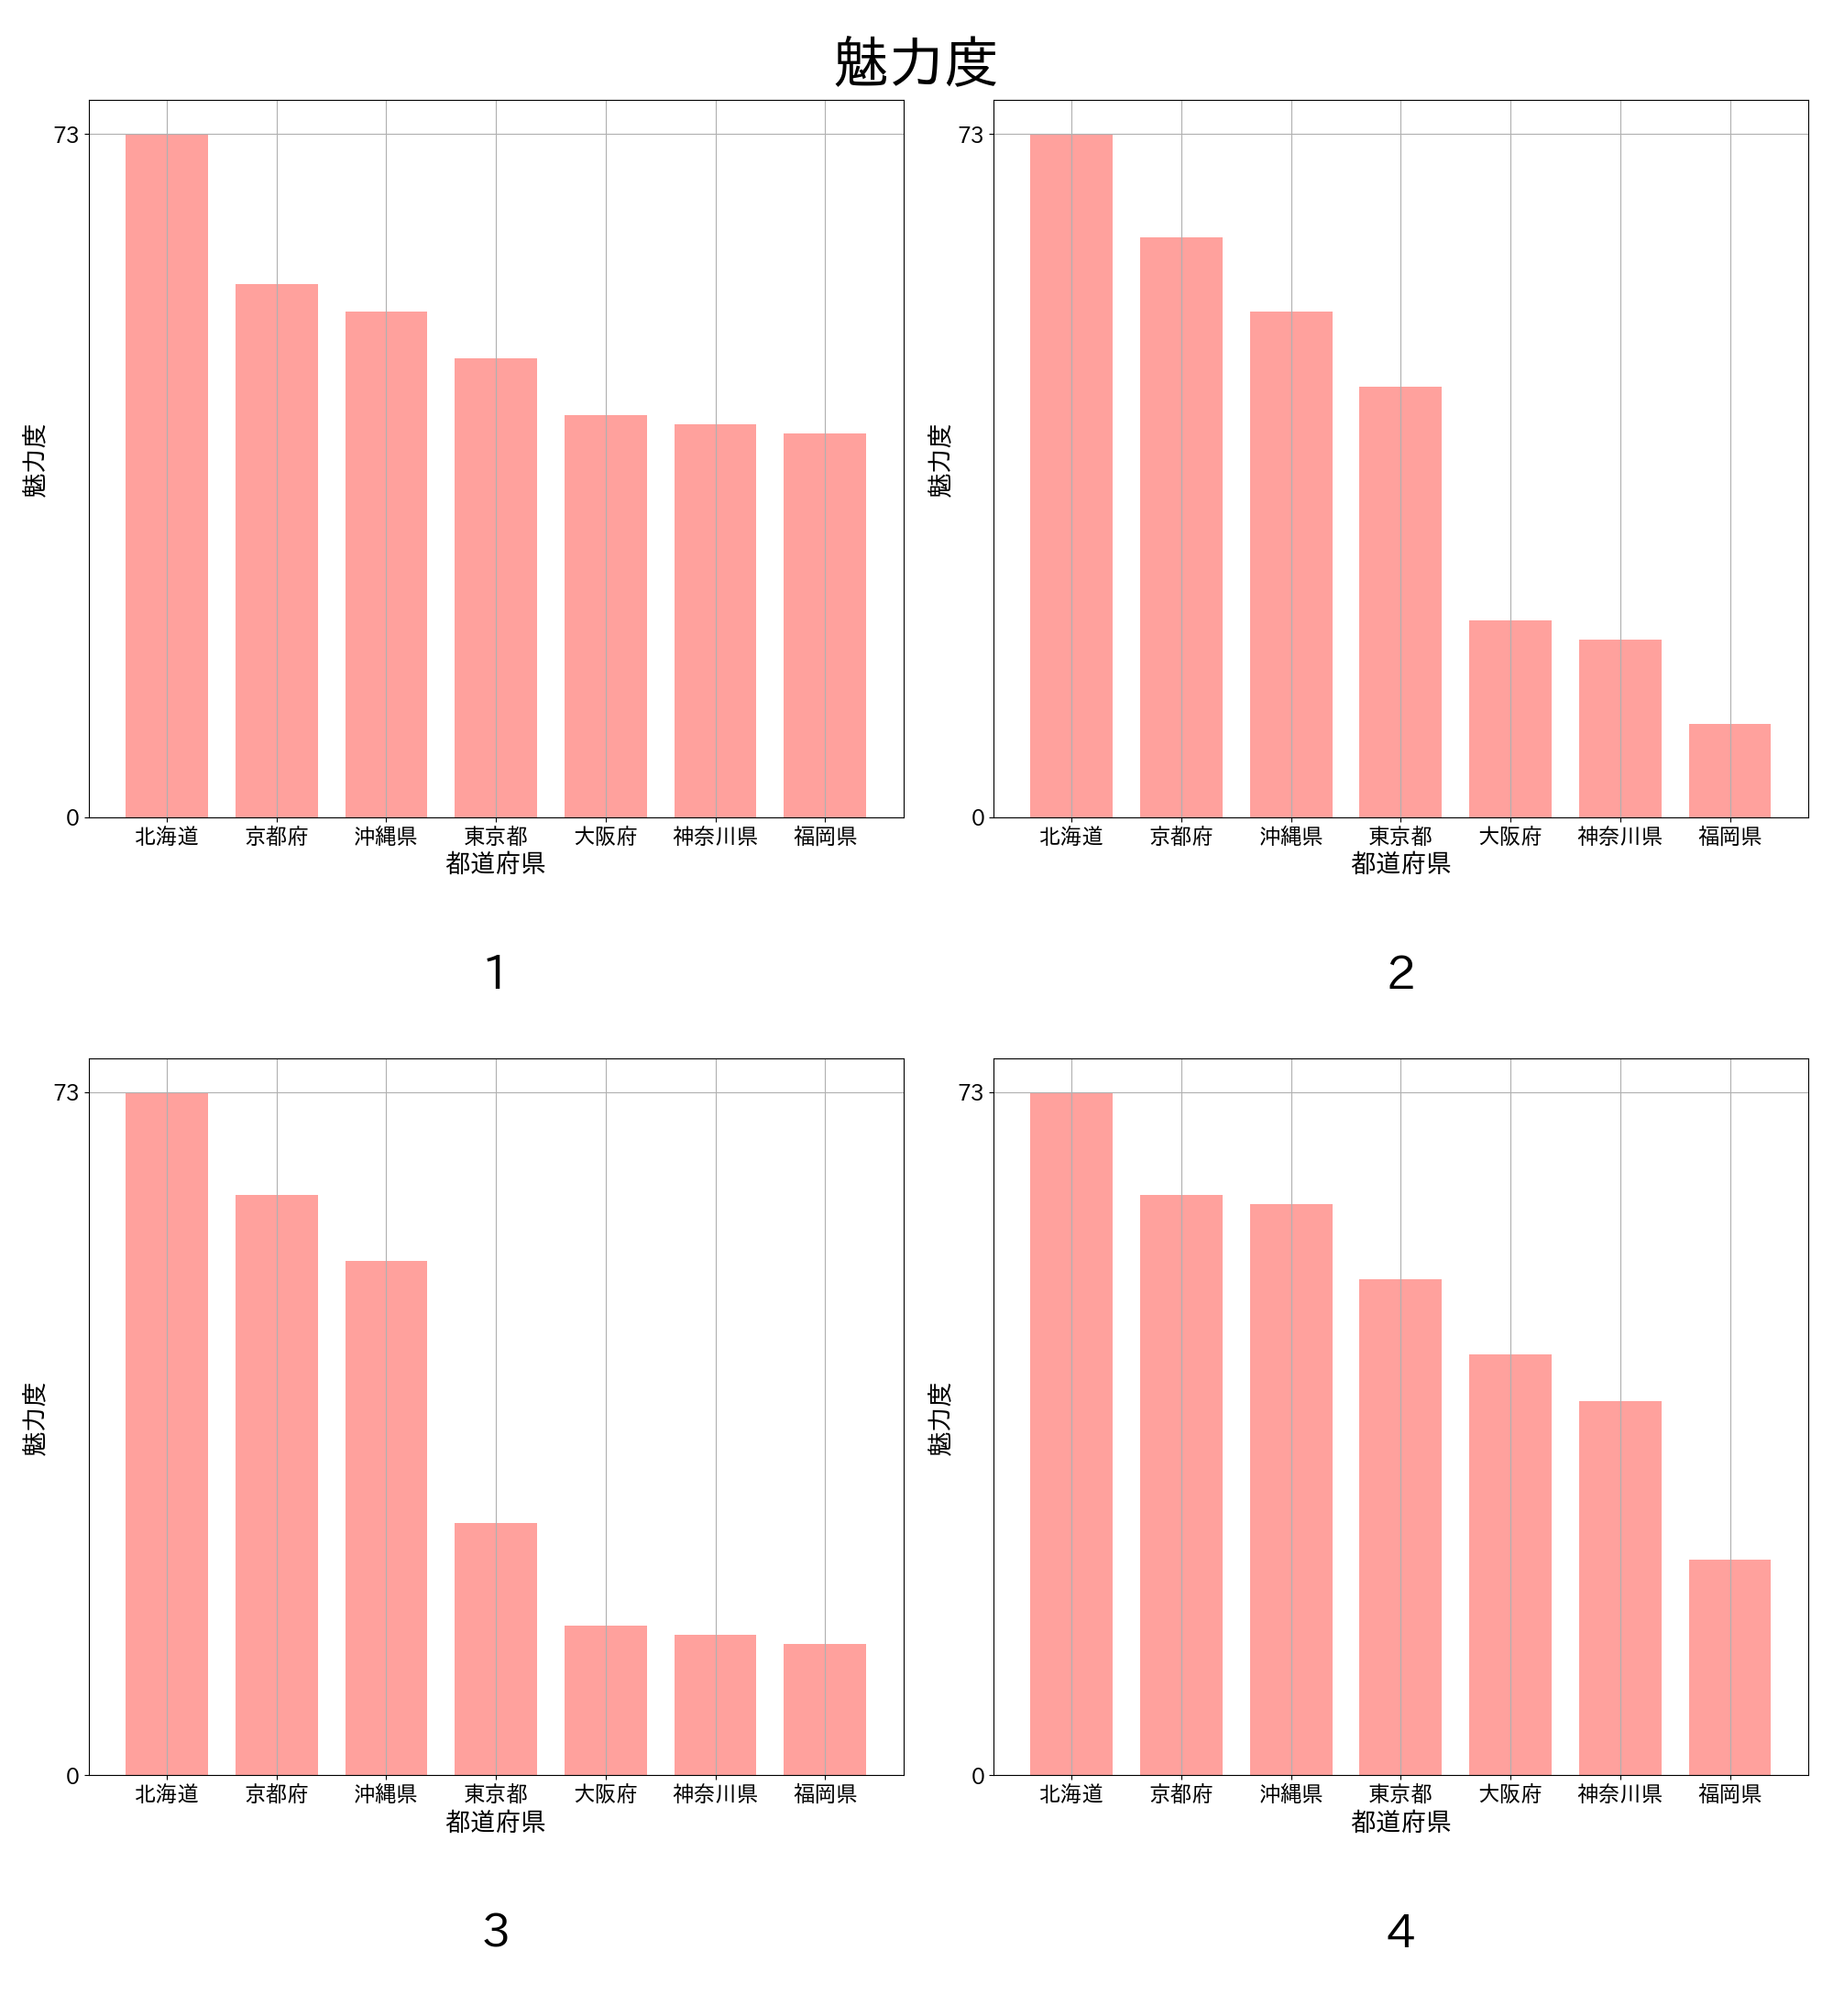 魅力度
73
0
魅力度
北海道 京都府 沖縄県 東京都 大阪府 神奈川県 福岡県
都道府県
1
73
0
魅力度
北海道 京都府 沖縄県 東京都 大阪府 神奈川県 福岡県
都道府県
2
73
0
魅力度
北海道 京都府 沖縄県 東京都 大阪府 神奈川県 福岡県
都道府県
3
73
0
魅力度
北海道 京都府 沖縄県 東京都 大阪府 神奈川県 福岡県
都道府県
4